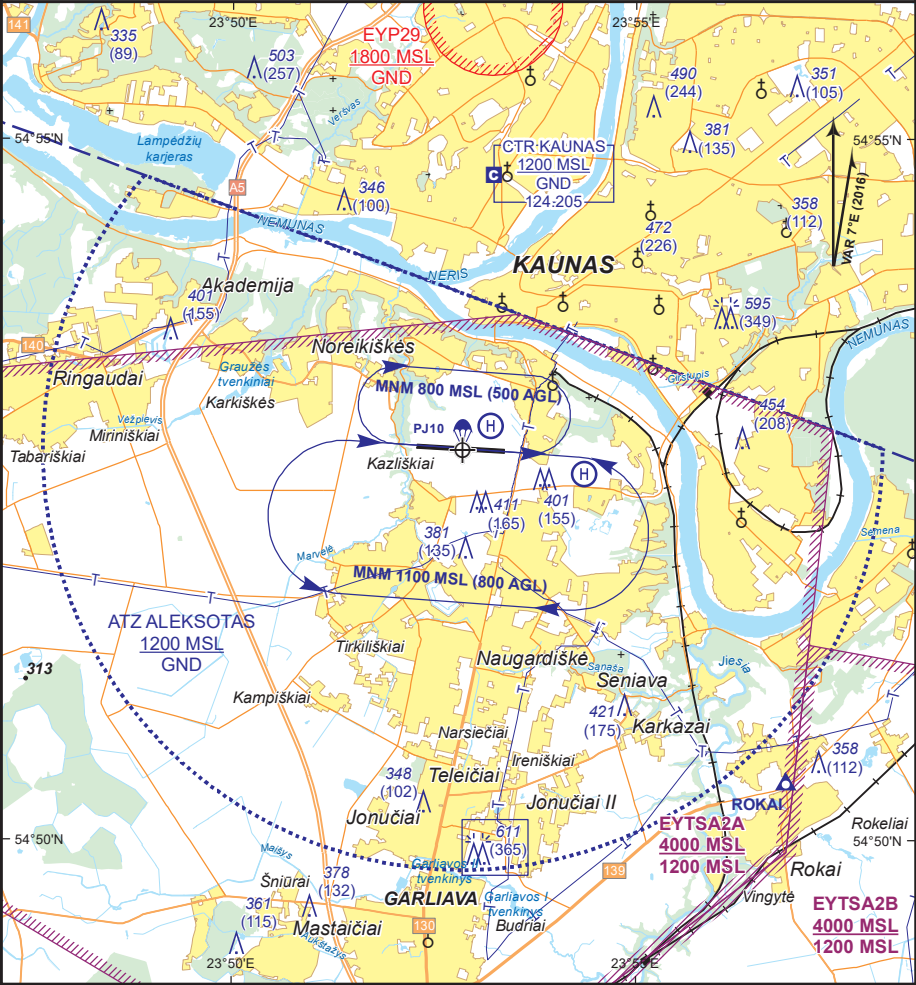 141
23°50'E
23°55'E
335
(89)
EYP29
1800 MSL
GND
503
(257)
490
(244)
351
(105)
Veršvas
54°55'N
381
(135)
54°55'N
Lampėdžių
karjeras
CTR KAUNAS
1200 MSL
GND
124.205
C
A5
346
(100)
VAR 7°E (2016)
358
(112)
NEMUNAS
472
(226)
KAUNAS
NERIS
Akademija
401
(155)
595
(349)
NEMUNAS
140
Noreikiškės
Ringaudai
Graužės
tvenkiniai
Karkiškės
MNM 800 MSL (500 AGL)
Girstupis
Vėžpievis
Miriniškiai
PJ10
H
454
(208)
Tabariškiai
Kazliškiai
H
411
(165)
401
(155)
381
(135)
Semena
Marvelė
MNM 1100 MSL (800 AGL)
ATZ ALEKSOTAS
1200 MSL
GND
Tirkiliškiai
Naugardiškė
Sanaša
Jiesia
313
Seniava
Kampiškiai
421
(175)
Karkazai
Narsiečiai
Ireniškiai
358
(112)
348
(102)
Teleičiai
ROKAI
Jonučiai
Jonučiai II
54°50'N
611
(365)
EYTSA2A
4000 MSL
1200 MSL
Rokeliai
54°50'N
Maišys
Garliavos II
tvenkinys
139
Rokai
Šniūrai
378
(132)
GARLIAVA
Garliavos I
tvenkinys
Vingytė
361
(115)
EYTSA2B
4000 MSL
1200 MSL
Mastaičiai
130
Budriai
Aukštažys
23°50'E
23°55'E